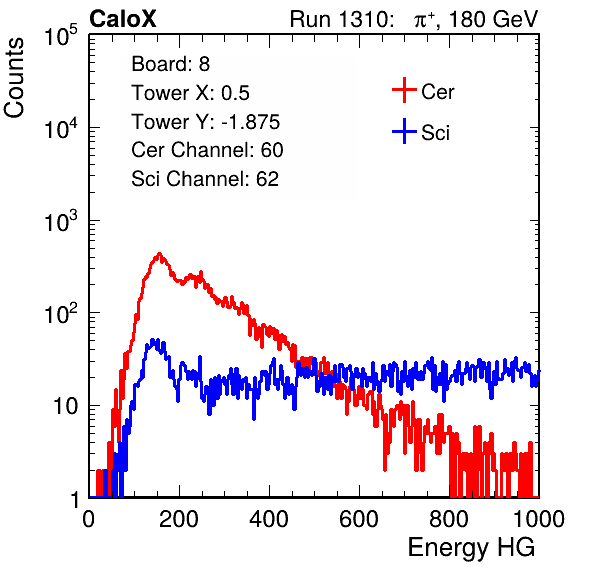 CaloX Run 1310: π⁺, 180 GeV
Counts
10⁵
10⁴
10³
10²
10
1
Board: 8
Tower X: 0.5
Tower Y: -1.875
Cer Channel: 60
Sci Channel: 62
Cer
Sci
0 200 400 600 800 1000
Energy HG